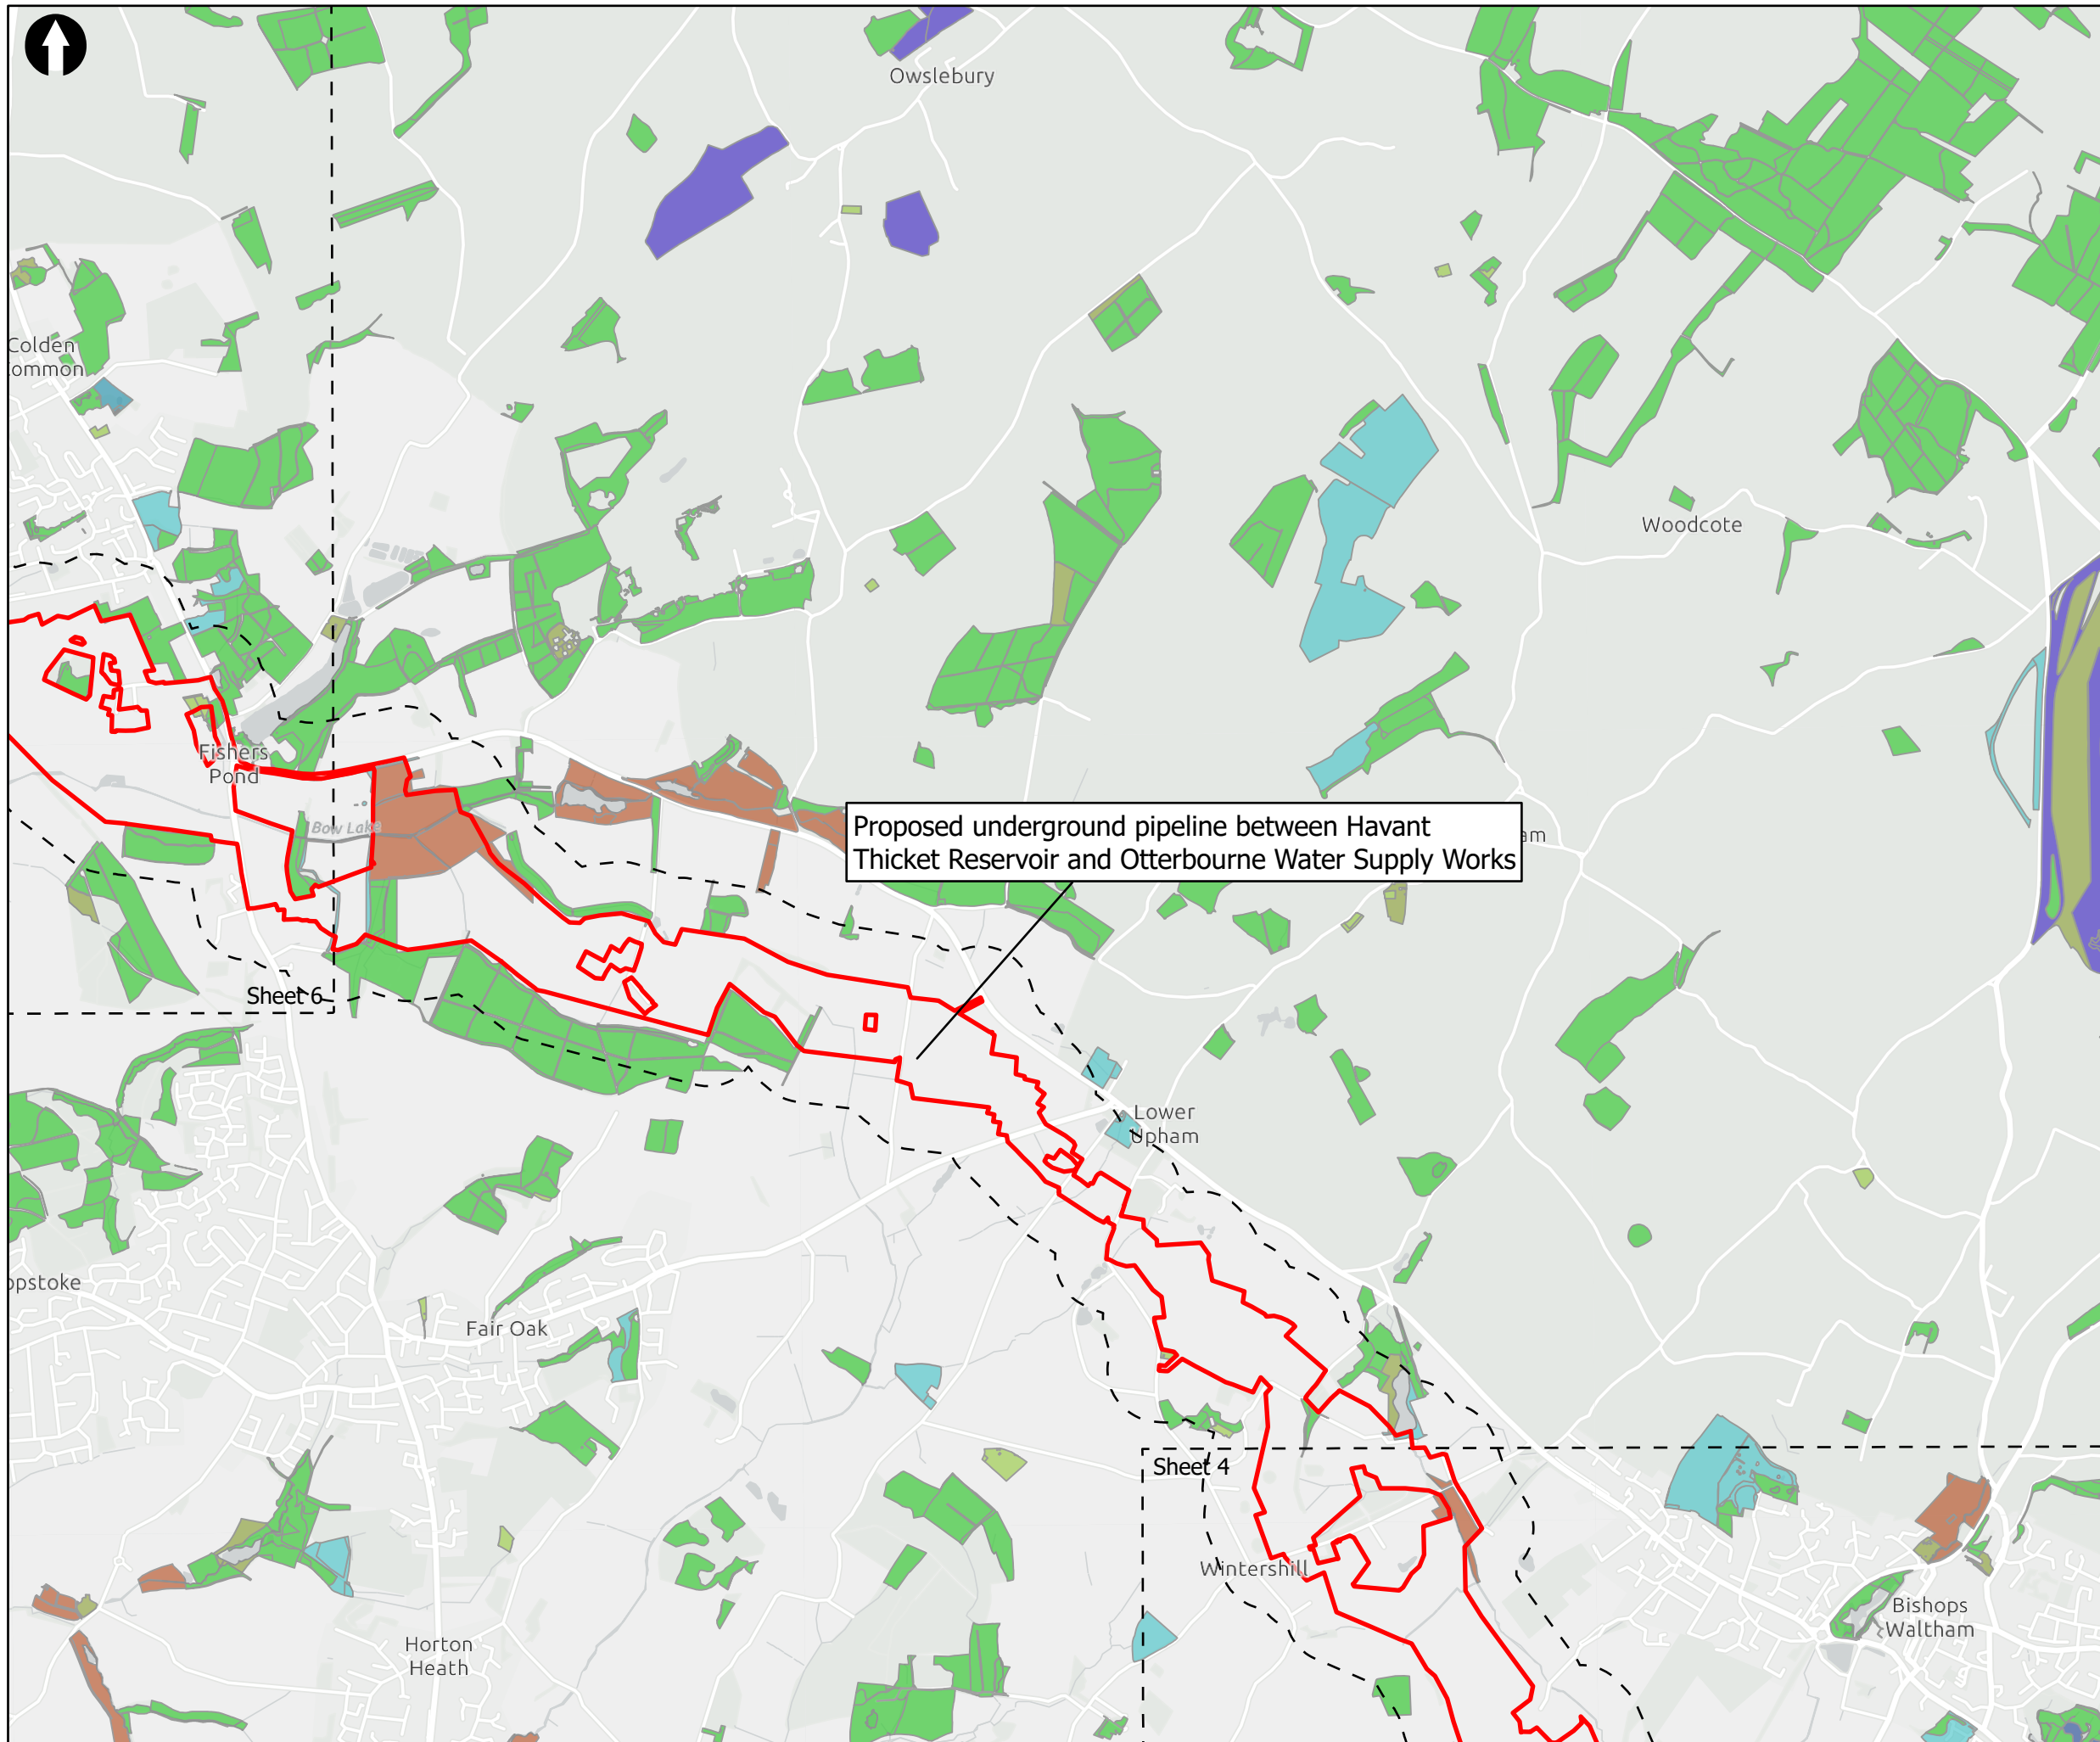 Owslebury
Colden
ommon
Woodcote
Fishers
Pond
Bow Lake
Proposed underground pipeline between Havant
Thicket Reservoir and Otterbourne Water Supply Works
am
Sheet 6
Lower
Upham
opstoke
Fair Oak
Sheet 4
Wintershill
Bishops
Waltham
Horton
Heath